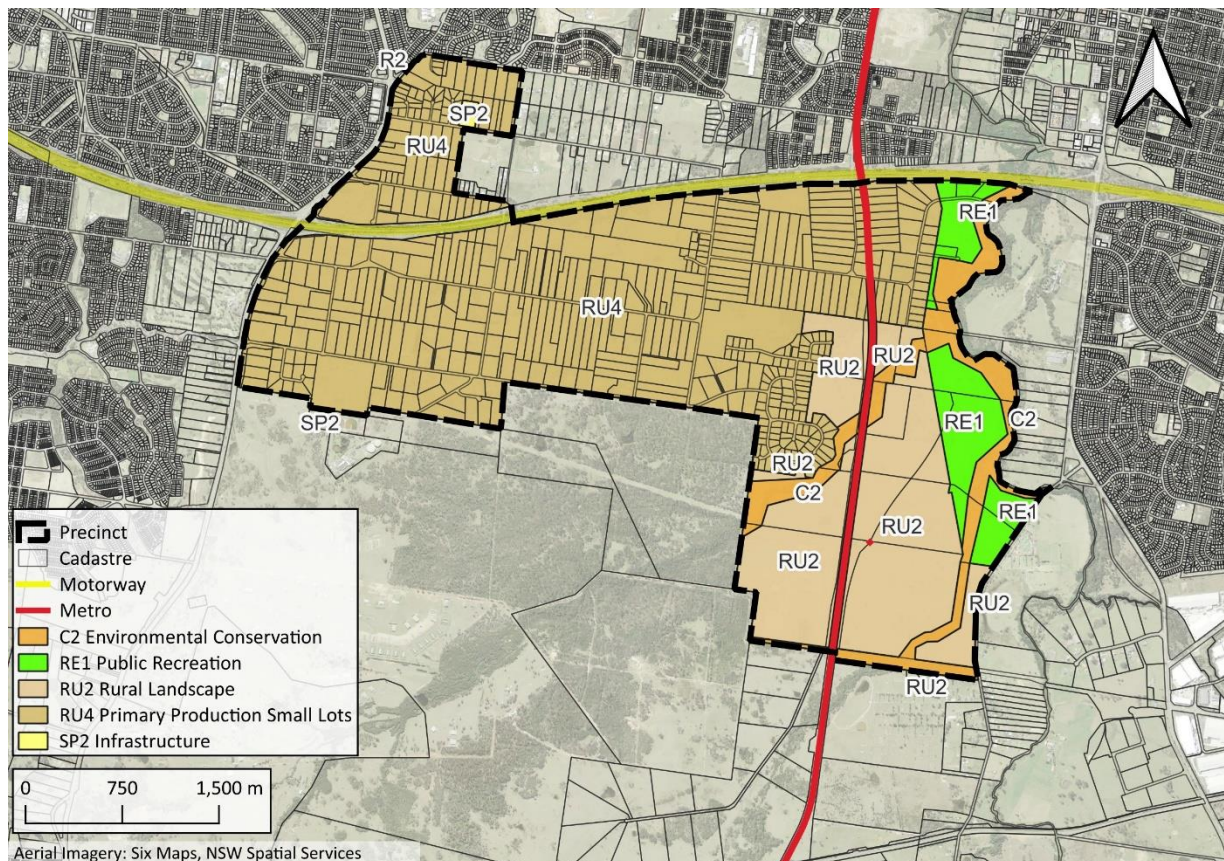 R2
SP2
RU4
RE1
RU4
RU2
RU2
RE1
C2
SP2
RU2
C2
RE1
RU2
RU2
RU2
RU2
Precinct
Cadastre
Motorway
Metro
C2 Environmental Conservation
RE1 Public Recreation
RU2 Rural Landscape
RU4 Primary Production Small Lots
SP2 Infrastructure
0 750 1,500 m
Aerial Imagery: Six Maps, NSW Spatial Services